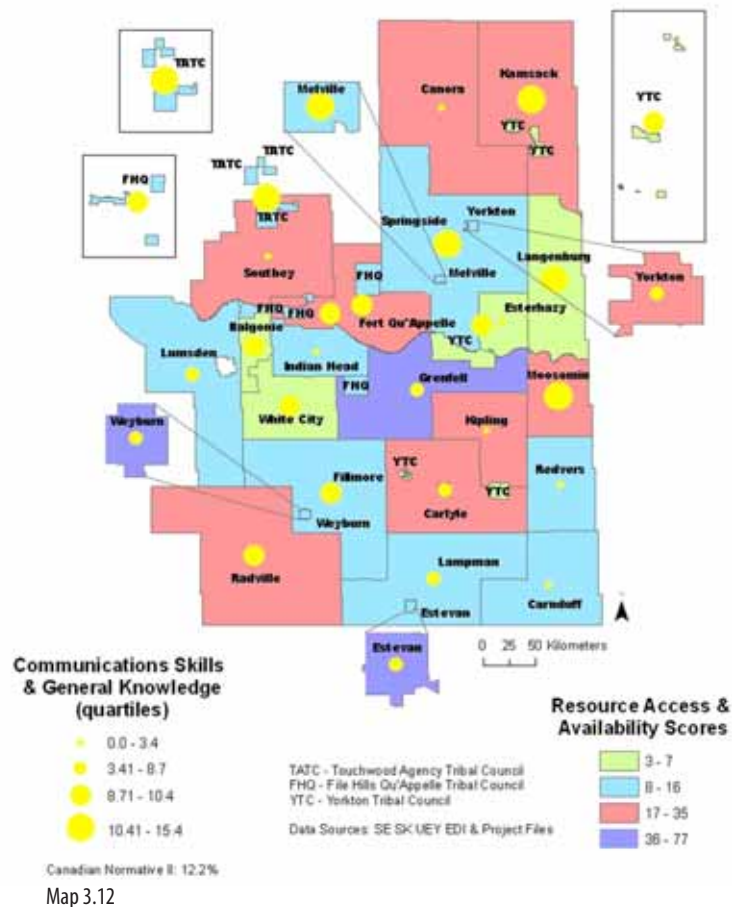 TATC
Melville
Canora
Kamsack
YTC
YTC
YTC
FHQ
TATC
TATC
TATC
Springside
Yorkton
Langenburg
Yorkton
Southey
FHQ
Melville
Esterhazy
FHQ
FHQ
Fort Qu'Appelle
Balgonie
YTC
Lumsden
Indian Head
Grenfell
Moosomin
FHQ
White City
Weyburn
Kipling
Fillmore
YTC
Redvers
YTC
Weyburn
Carlyle
Radville
Lampman
Estevan
Carnduff
Estevan
0 25 50 Kilometers
Communications Skills
& General Knowledge
(quartiles)
0.0 - 3.4
3.41 - 8.7
8.71 - 10.4
10.41 - 15.4
Canadian Normative II: 12.2%
TATC - Touchwood Agency Tribal Council
FHQ - File Hills Qu'Appelle Tribal Council
YTC - Yorkton Tribal Council
Data Sources: SE SK UEY EDI & Project Files
Resource Access &
Availability Scores
3 - 7
8 - 16
17 - 35
36 - 77
Map 3.12